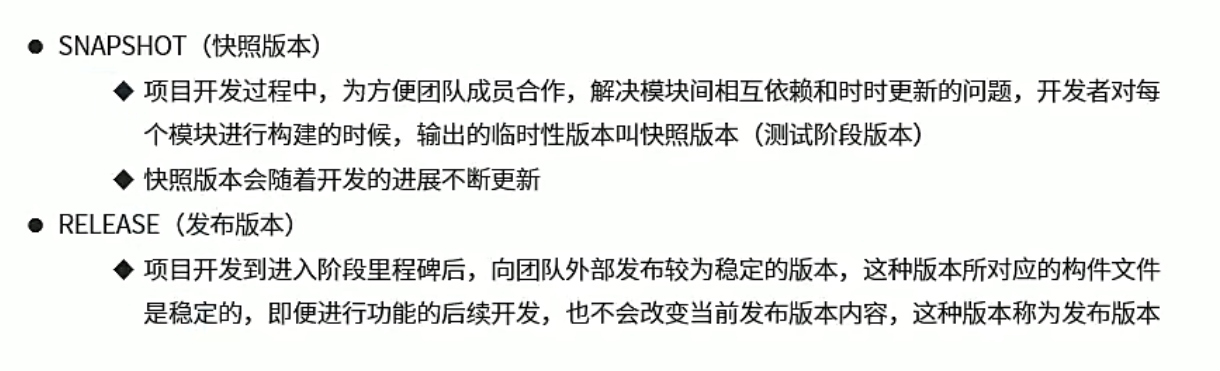 ● SNAPSHOT（快照版本）
◆ 项目开发过程中，为方便团队成员合作，解决模块间相互依赖和时时更新的问题，开发者对每
个模块进行构建的时候，输出的临时性版本叫快照版本（测试阶段版本）
◆ 快照版本会随着开发的进展不断更新
● RELEASE（发布版本）
◆ 项目开发到进入阶段里程碑后，向团队外部发布较为稳定的版本，这种版本所对应的构件文件
是稳定的，即便进行功能的后续开发，也不会改变当前发布版本内容，这种版本称为发布版本